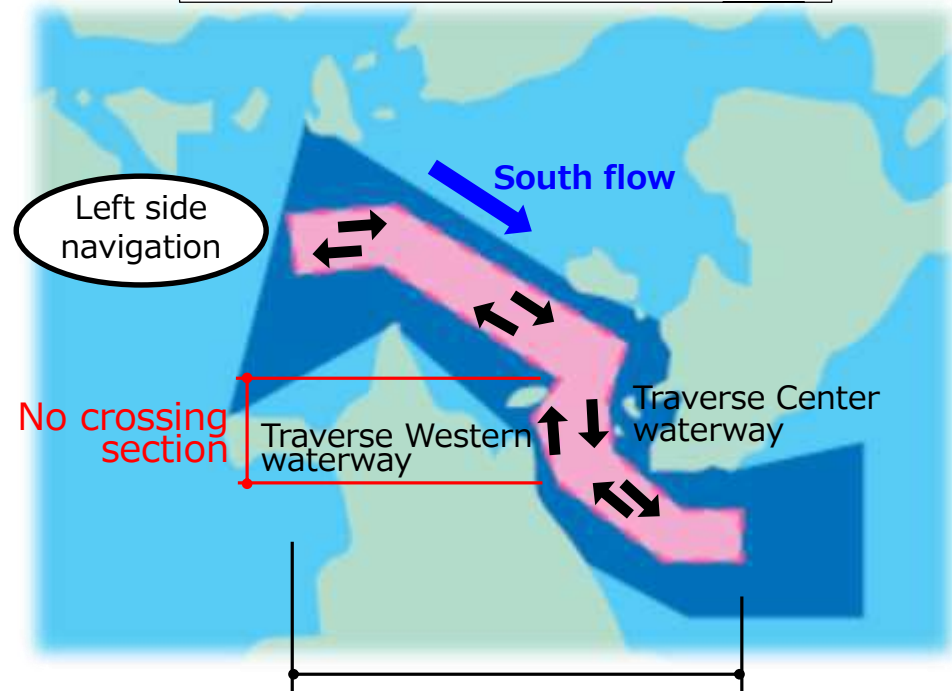 South flow
Left side
navigation
No crossing
section
Traverse Western
waterway
Traverse Center
waterway